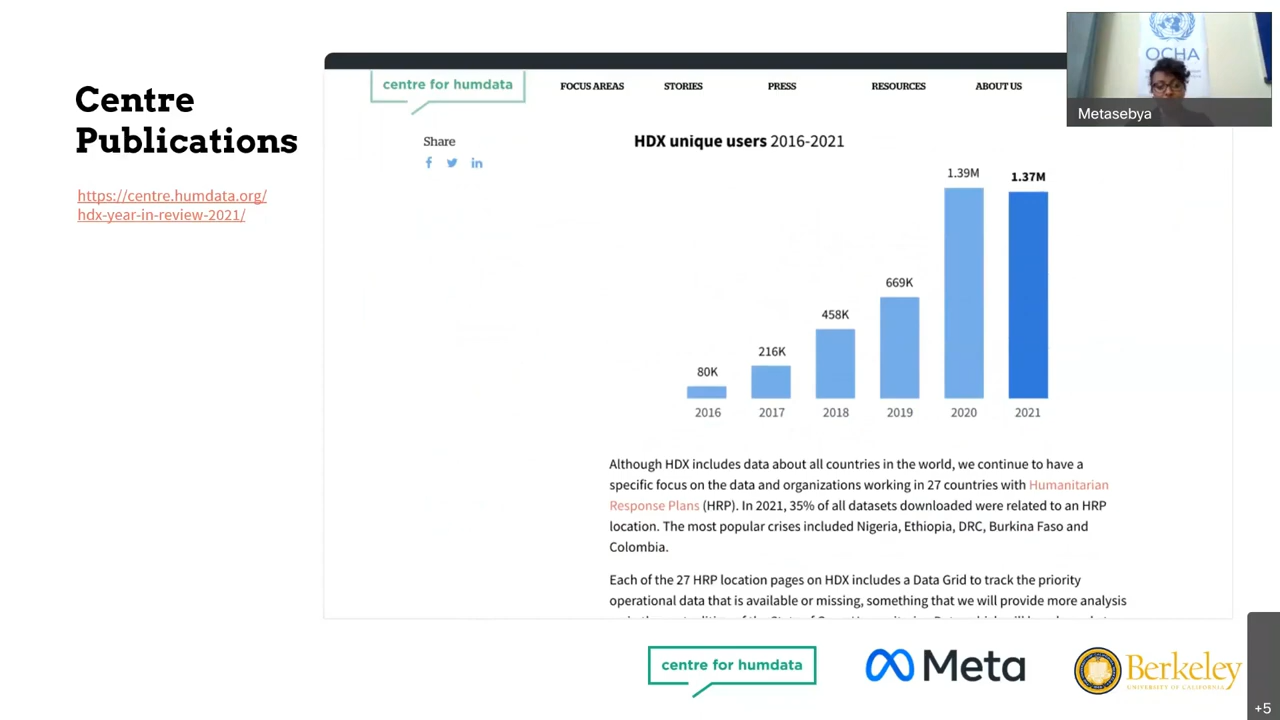 Centre
Publications
https://centre.humdata.org/
hdx-year-in-review-2021/
centre for humdata
FOCUS AREAS
STORIES
PRESS
RESOURCES
ABOUT US
OCHA
Metasebya
Share
HDX unique users 2016-2021
1.39M
1.37M
669K
458K
216K
80K
2016
2017
2018
2019
2020
2021
Although HDX includes data about all countries in the world, we continue to have a
specific focus on the data and organizations working in 27 countries with Humanitarian
Response Plans (HRP). In 2021, 35% of all datasets downloaded were related to an HRP
location. The most popular crises included Nigeria, Ethiopia, DRC, Burkina Faso and
Colombia.
Each of the 27 HRP location pages on HDX includes a Data Grid to track the priority
operational data that is available or missing, something that we will provide more analysis
centre for humdata
Meta
Berkeley
UNIVERSITY OF CALIFORNIA
+5